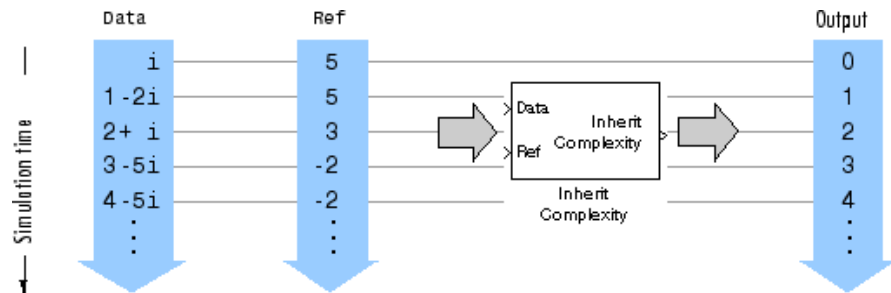 Data Ref Output
i 5 0
1-2i 5 1
2+ i 3 2
3-5i -2 3
4-5i -2 4
Data
Ref
Inherit
Complexity
Inherit
Complexity
Simulation time